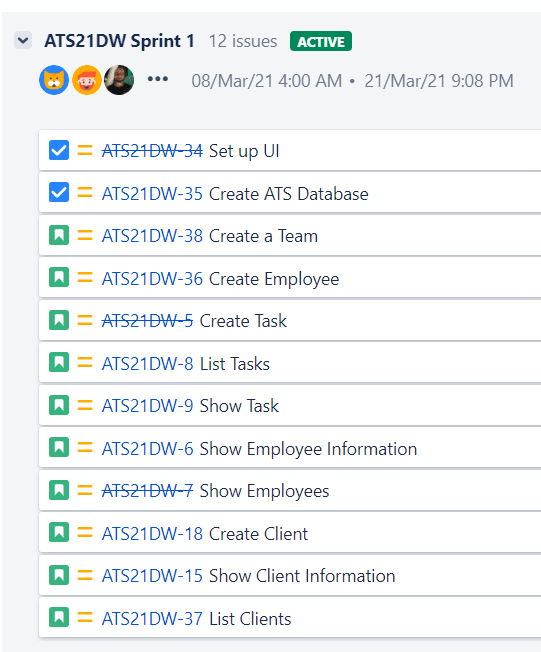 ATS21DW Sprint 1 12 issues ACTIVE
••• 08/Mar/21 4:00 AM • 21/Mar/21 9:08 PM
ATS21DW-34 Set up UI
ATS21DW-35 Create ATS Database
ATS21DW-38 Create a Team
ATS21DW-36 Create Employee
ATS21DW-5 Create Task
ATS21DW-8 List Tasks
ATS21DW-9 Show Task
ATS21DW-6 Show Employee Information
ATS21DW-7 Show Employees
ATS21DW-18 Create Client
ATS21DW-15 Show Client Information
ATS21DW-37 List Clients